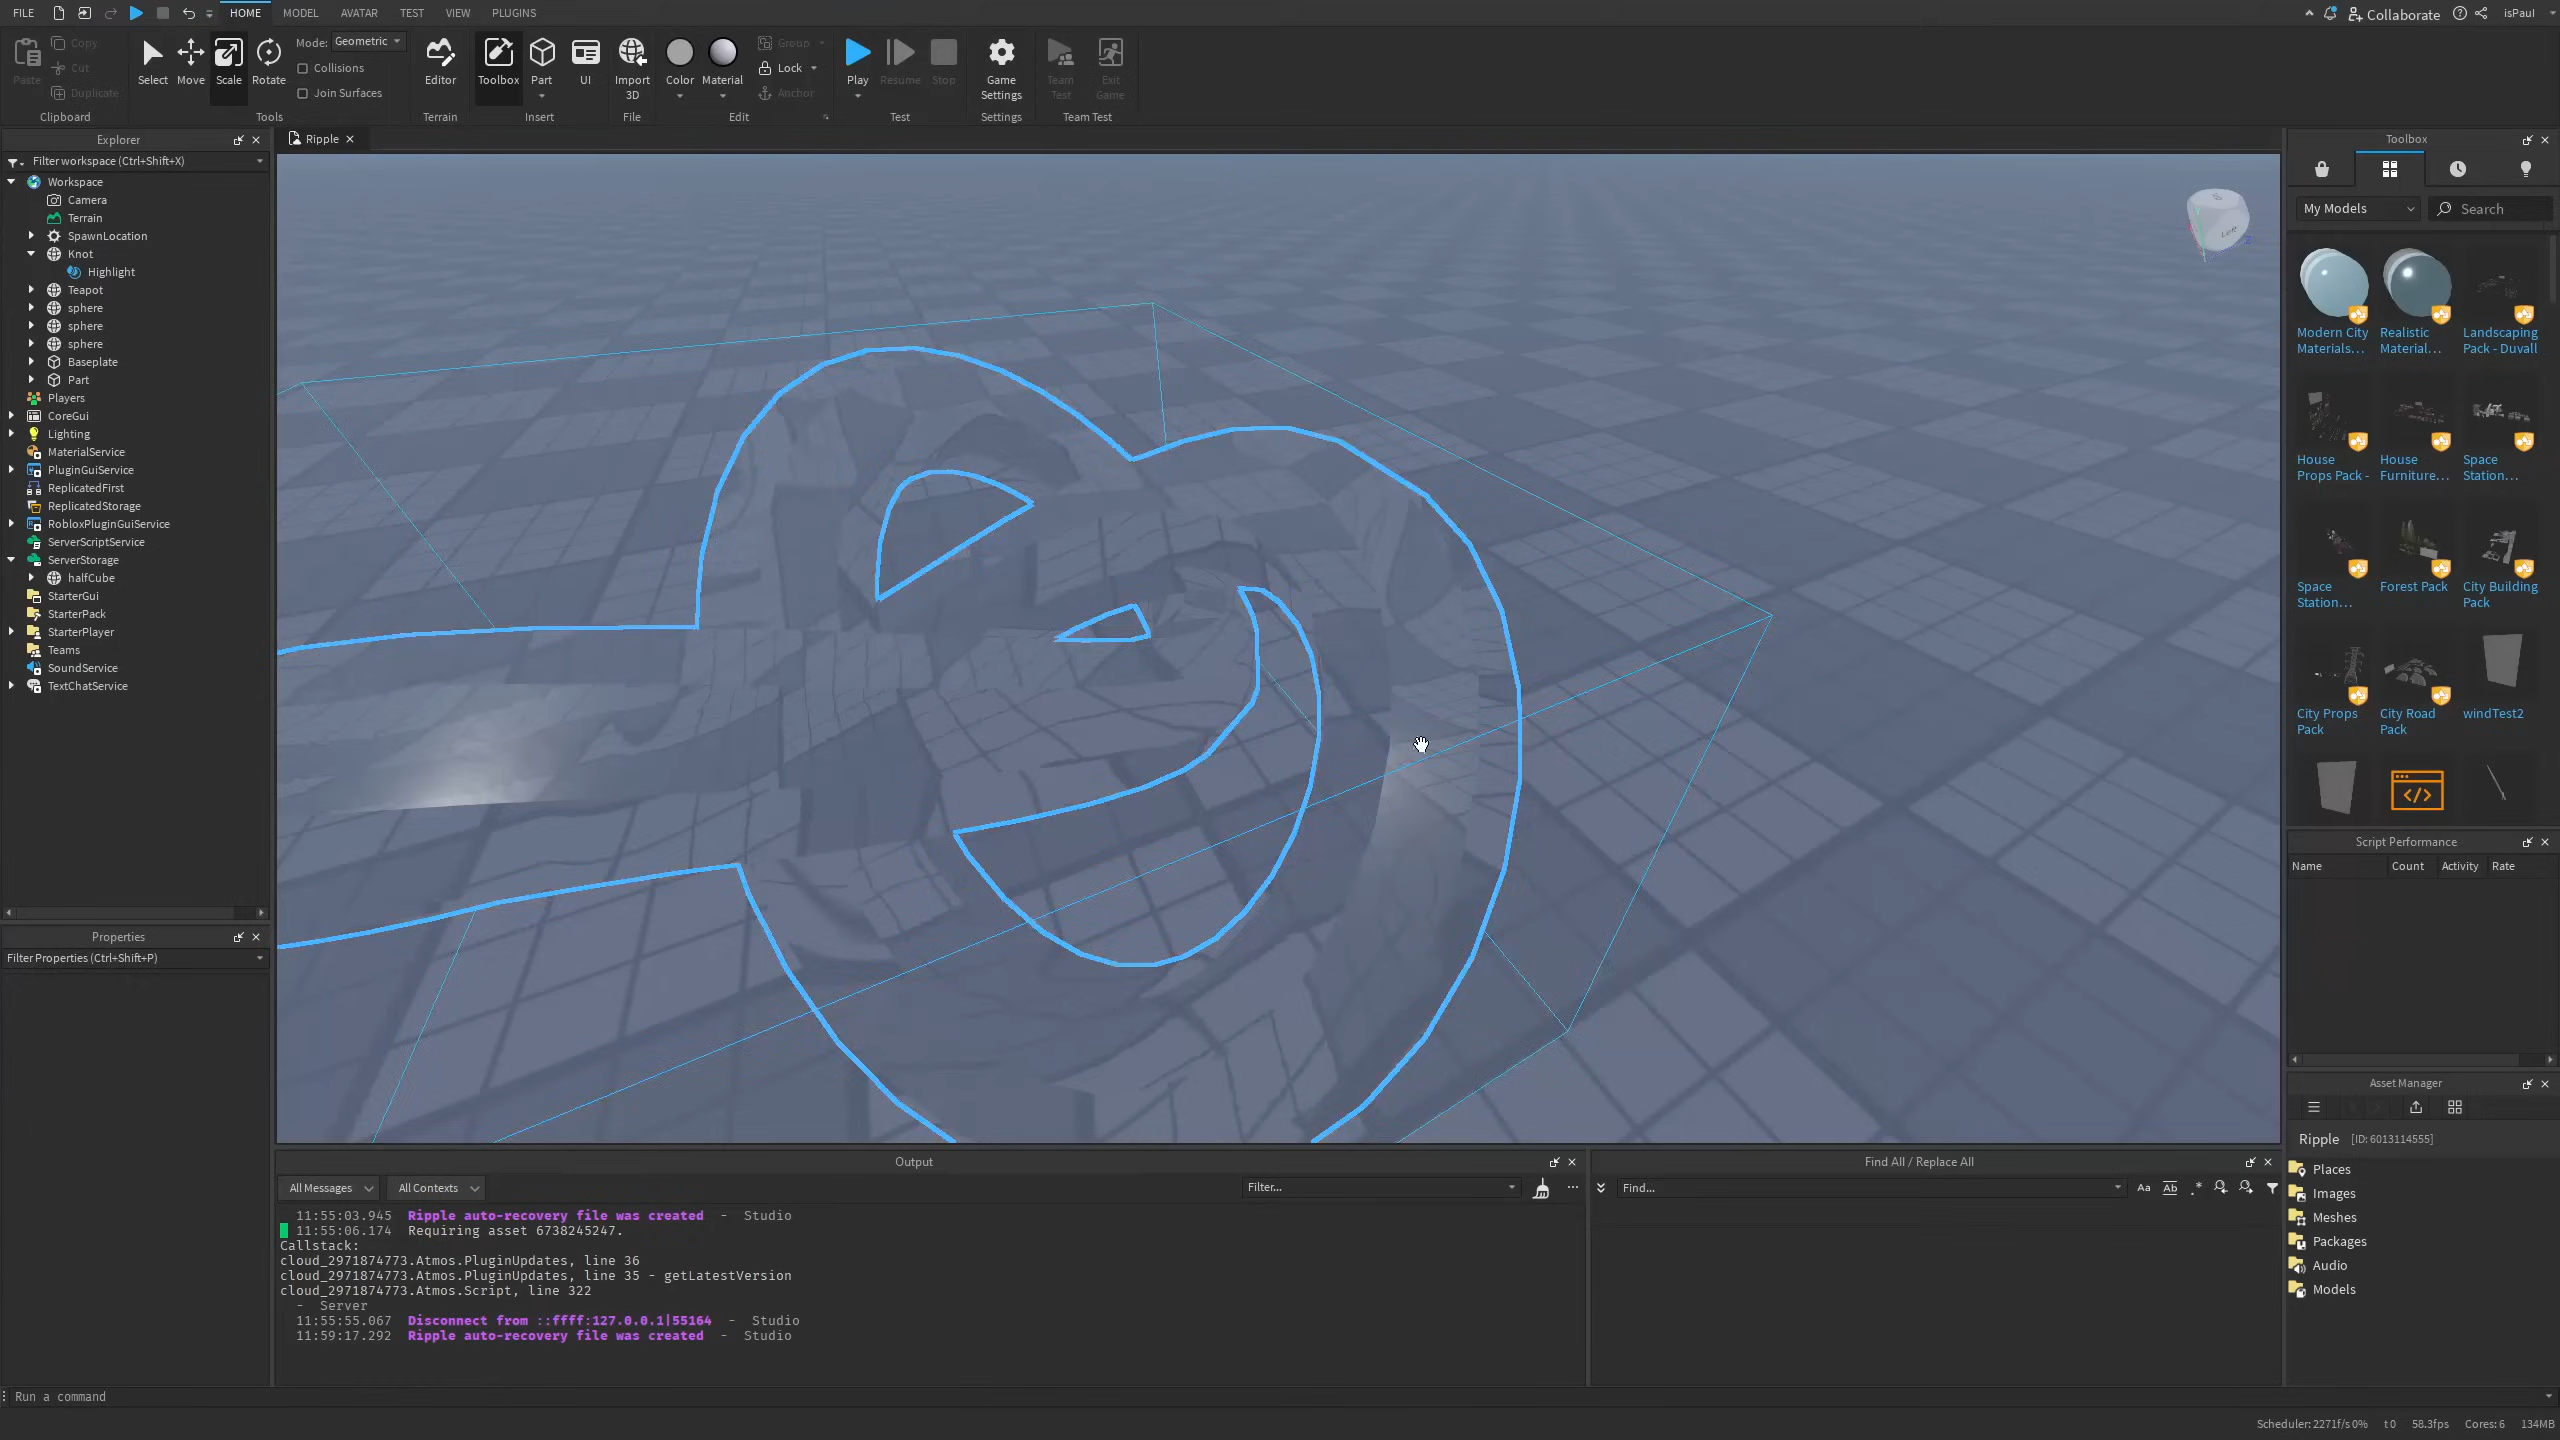 FILE HOME MODEL AVATAR TEST VIEW PLUGINS Collaborate isPaul
Paste
Copy
Cut
Duplicate
Clipboard
Select
Move
Scale
Rotate
Mode: Geometric
Collisions
Join Surfaces
Tools
Editor
Terrain
Toolbox
Part
UI
Insert
Import
3D
File
Color
Material
Group
Lock
Anchor
Edit
Play
Resume
Stop
Test
Game
Settings
Settings
Team
Test
Exit
Game
Team Test
Explorer
Filter workspace (Ctrl+Shift+X)
Workspace
Camera
Terrain
SpawnLocation
Knot
Highlight
Teapot
sphere
sphere
sphere
Baseplate
Part
Players
CoreGui
Lighting
MaterialService
PluginGuiService
ReplicatedFirst
ReplicatedStorage
RobloxPluginGuiService
ServerScriptService
ServerStorage
halfCube
StarterGui
StarterPack
StarterPlayer
Teams
SoundService
TextChatService
Properties
Filter Properties (Ctrl+Shift+P)
Ripple
Left
Toolbox
My Models
Search
Modern City
Materials...
Realistic
Material...
Landscaping
Pack - Duvall
House
Props Pack -
House
Furniture...
Space
Station...
Space
Station...
Forest Pack
City Building
Pack
City Props
Pack
City Road
Pack
windTest2
Script Performance
Name Count Activity Rate
Asset Manager
Ripple [ID: 6013114555]
Places
Images
Meshes
Packages
Audio
Models
Output
All Messages All Contexts Filter...
11:55:03.945 Ripple auto-recovery file was created - Studio
11:55:06.174 Requiring asset 6738245247.
Callstack:
cloud_2971874773.Atmos.PluginUpdates, line 36
cloud_2971874773.Atmos.PluginUpdates, line 35 - getLatestVersion
cloud_2971874773.Atmos.Script, line 322
- Server
11:55:55.067 Disconnect from ::ffff:127.0.0.1|55164 - Studio
11:59:17.292 Ripple auto-recovery file was created - Studio
Find All / Replace All
Find...
Aa Ab .*
Run a command
Scheduler: 2271f/s 0% t 0 58.3fps Cores: 6 134MB